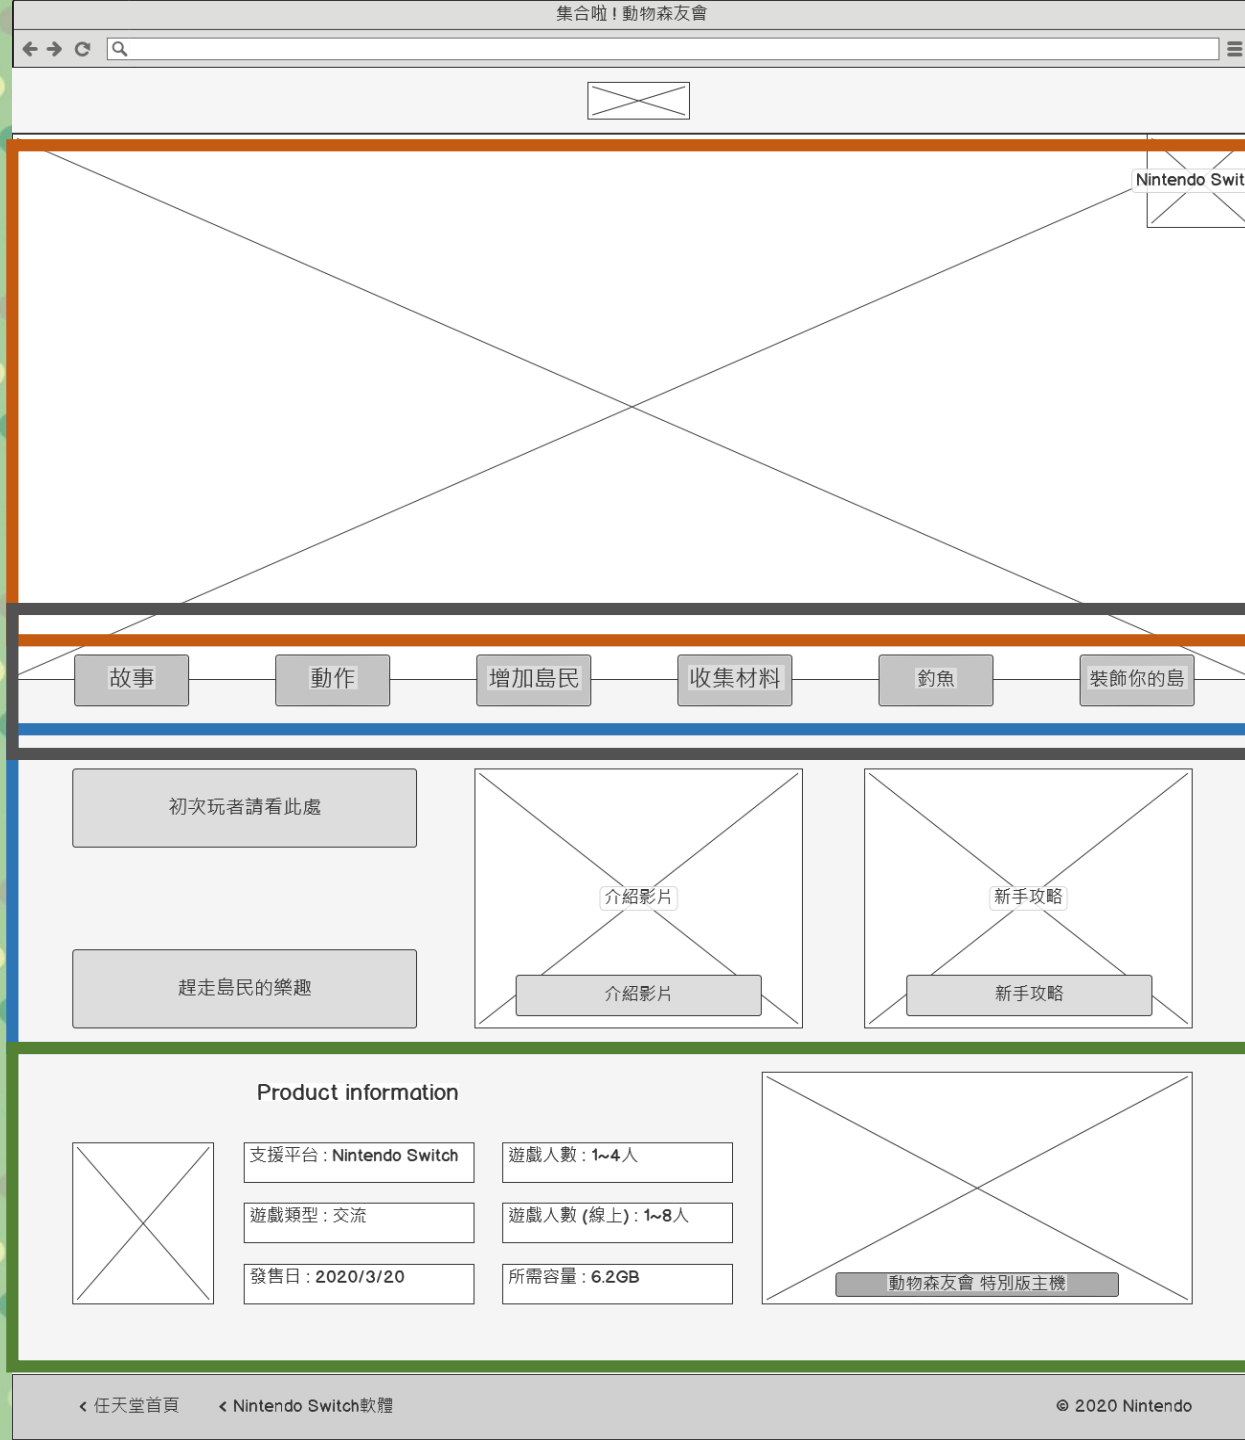 集合啦 ! 動物森友會
Nintendo Swit
故事
動作
增加島民
收集材料
釣魚
裝飾你的島
初次玩者請看此處
介紹影片
新手攻略
趕走島民的樂趣
介紹影片
新手攻略
Product information
支援平台 : Nintendo Switch
遊戲人數 : 1~4人
遊戲類型 : 交流
遊戲人數 (線上) : 1~8人
發售日 : 2020/3/20
所需容量 : 6.2GB
動物森友會 特別版主機
< 任天堂首頁
< Nintendo Switch軟體
© 2020 Nintendo